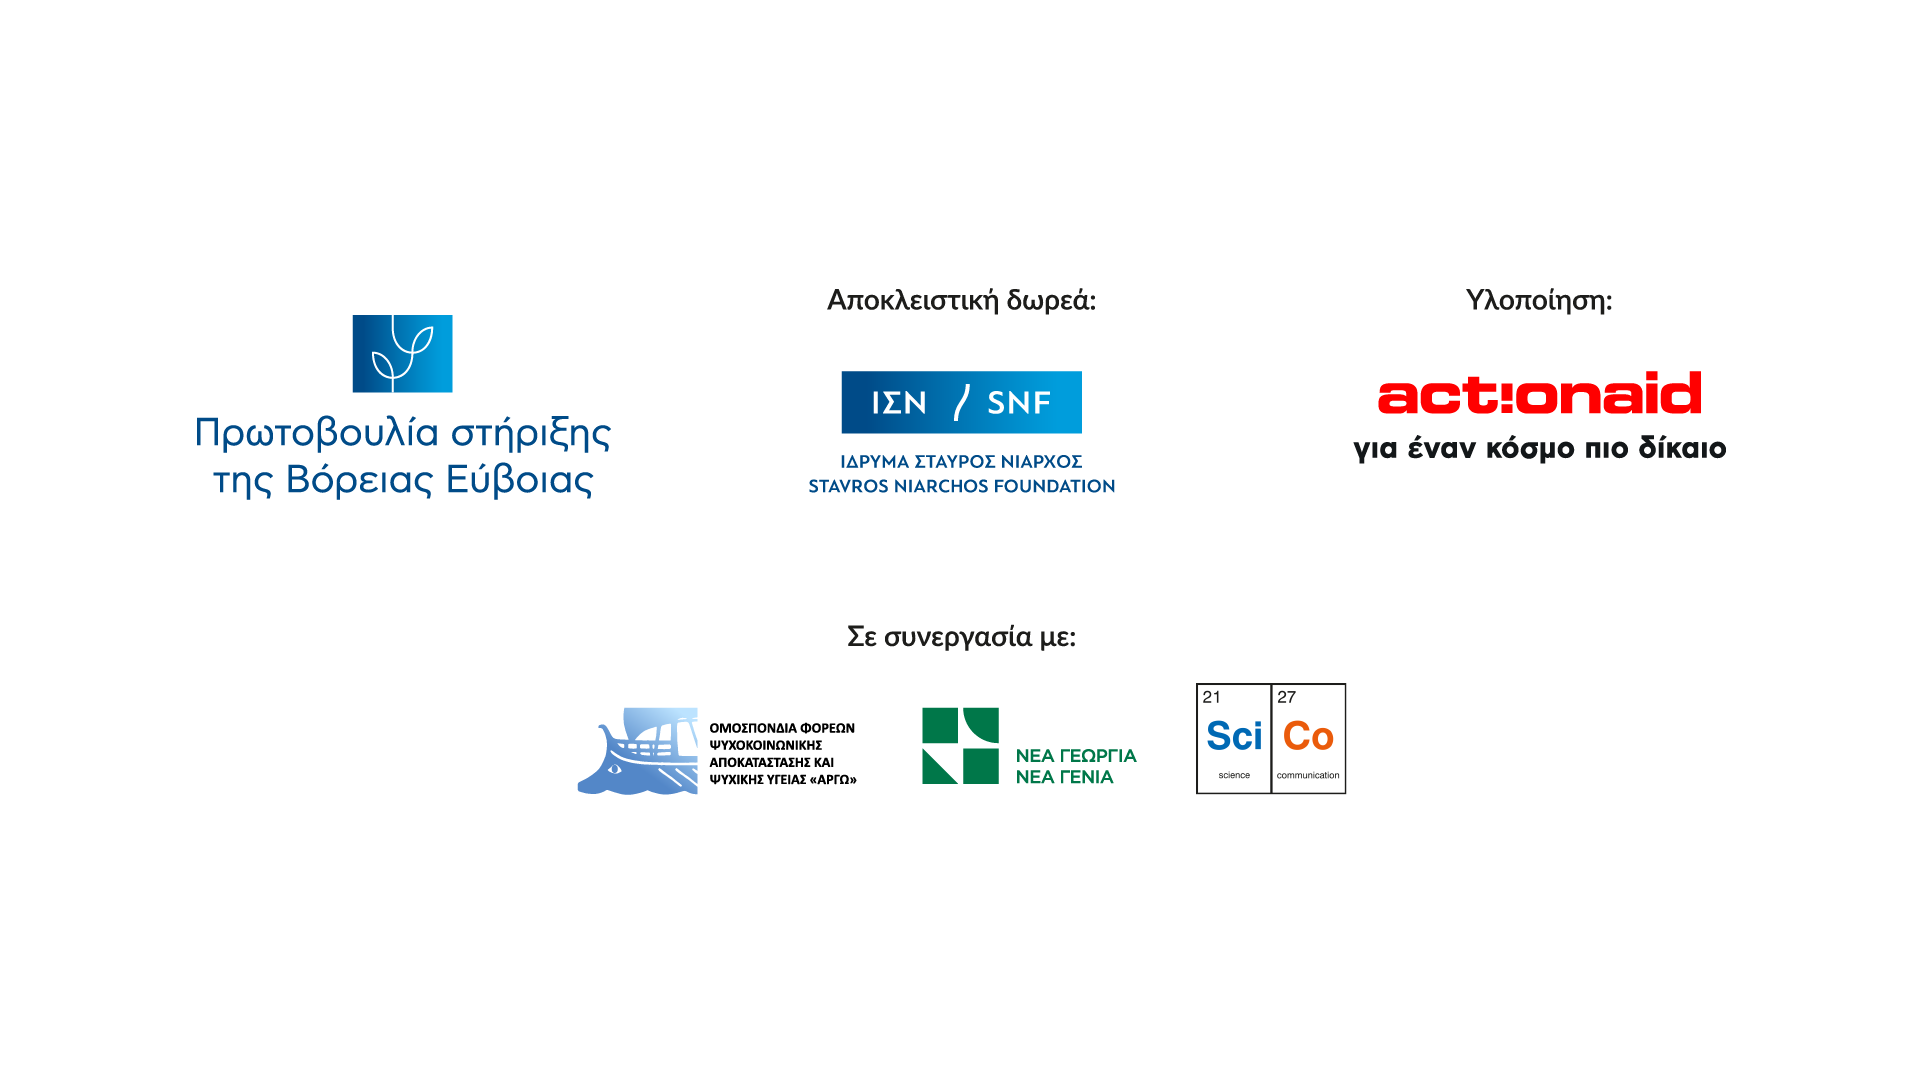 Πρωτοβουλία στήριξης
της Βόρειας Εύβοιας
Αποκλειστική δωρεά:
ΙΣΝ / SNF
ΙΔΡΥΜΑ ΣΤΑΥΡΟΣ ΝΙΑΡΧΟΣ
STAVROS NIARCHOS FOUNDATION
Υλοποίηση:
act!onaid
για έναν κόσμο πιο δίκαιο
Σε συνεργασία με:
ΟΜΟΣΠΟΝΔΙΑ ΦΟΡΕΩΝ
ΨΥΧΟΚΟΙΝΩΝΙΚΗΣ
ΑΠΟΚΑΤΑΣΤΑΣΗΣ ΚΑΙ
ΨΥΧΙΚΗΣ ΥΓΕΙΑΣ «ΑΡΓΩ»
ΝΕΑ ΓΕΩΡΓΙΑ
ΝΕΑ ΓΕΝΙΑ
21 27
Sci Co
science communication